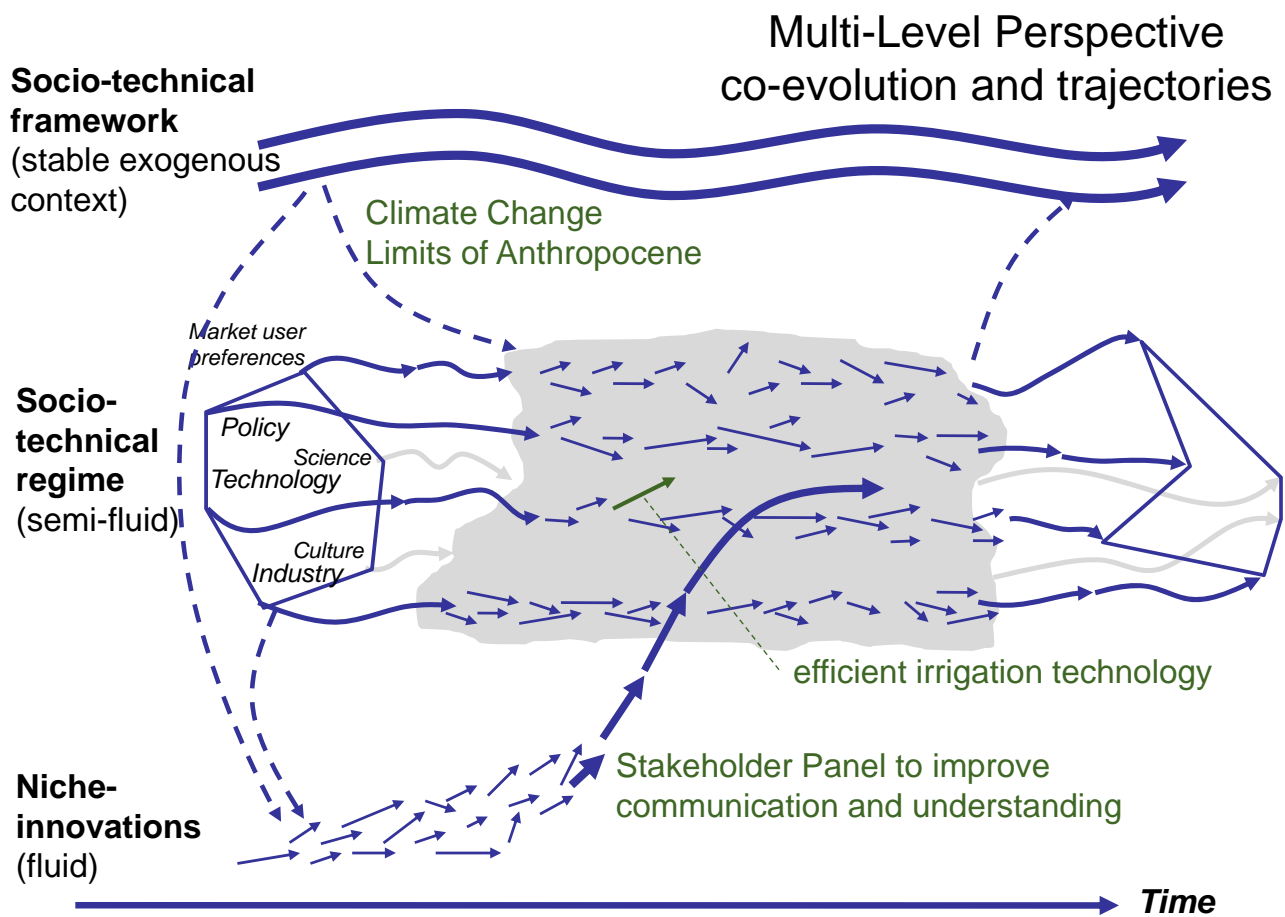 Multi-Level Perspective
co-evolution and trajectories
Socio-technical
framework
(stable exogenous
context)
Climate Change
Limits of Anthropocene
Market user
preferences
Socio-
technical
regime
(semi-fluid)
Policy
Science
Technology
Culture
Industry
efficient irrigation technology
Stakeholder Panel to improve
communication and understanding
Niche-
innovations
(fluid)
Time